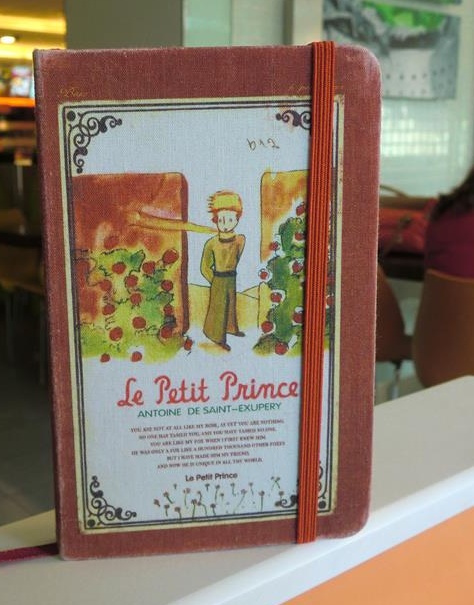 b12
Le Petit Prince
ANTOINE DE SAINT-EXUPERY
YOU ARE NOT AT ALL LIKE MY ROSE, AS YET YOU ARE NOTHING.
NO ONE HAS TAMED YOU, AND YOU HAVE TAMED NO ONE.
YOU ARE LIKE MY FOX WHEN I FIRST KNEW HIM.
HE WAS ONLY A FOX LIKE A HUNDRED THOUSAND OTHER FOXES
BUT I HAVE MADE HIM MY FRIEND,
AND NOW HE IS UNIQUE IN ALL THE WORLD.
Le Petit Prince